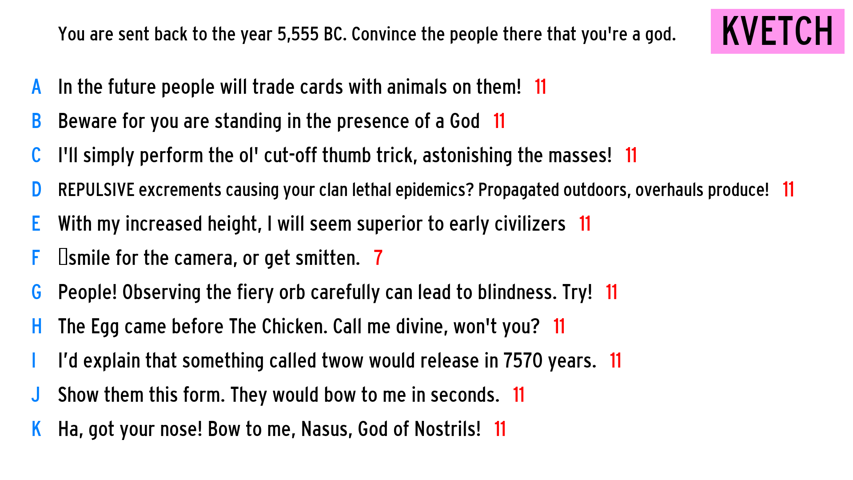 You are sent back to the year 5,555 BC. Convince the people there that you're a god.
KVETCH
A In the future people will trade cards with animals on them! 11
B Beware for you are standing in the presence of a God 11
C I'll simply perform the ol' cut-off thumb trick, astonishing the masses! 11
D REPULSIVE excrements causing your clan lethal epidemics? Propagated outdoors, overhauls produce! 11
E With my increased height, I will seem superior to early civilizers 11
F smile for the camera, or get smitten. 7
G People! Observing the fiery orb carefully can lead to blindness. Try! 11
H The Egg came before The Chicken. Call me divine, won't you? 11
I I’d explain that something called twow would release in 7570 years. 11
J Show them this form. They would bow to me in seconds. 11
K Ha, got your nose! Bow to me, Nasus, God of Nostrils! 11